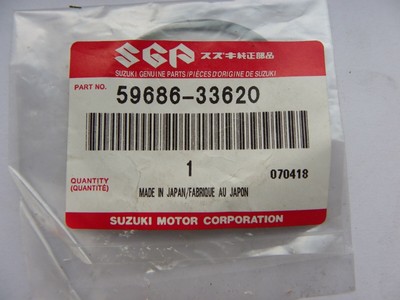 SGP スズキ純正部品
SUZUKI GENUINE PARTS/PIÈCES D'ORIGINE DE SUZUKI
PART NO. 59686-33620
1
070418
QUANTITY
(QUANTITÉ)
MADE IN JAPAN/FABRIQUE AU JAPON
SUZUKI MOTOR CORPORATION